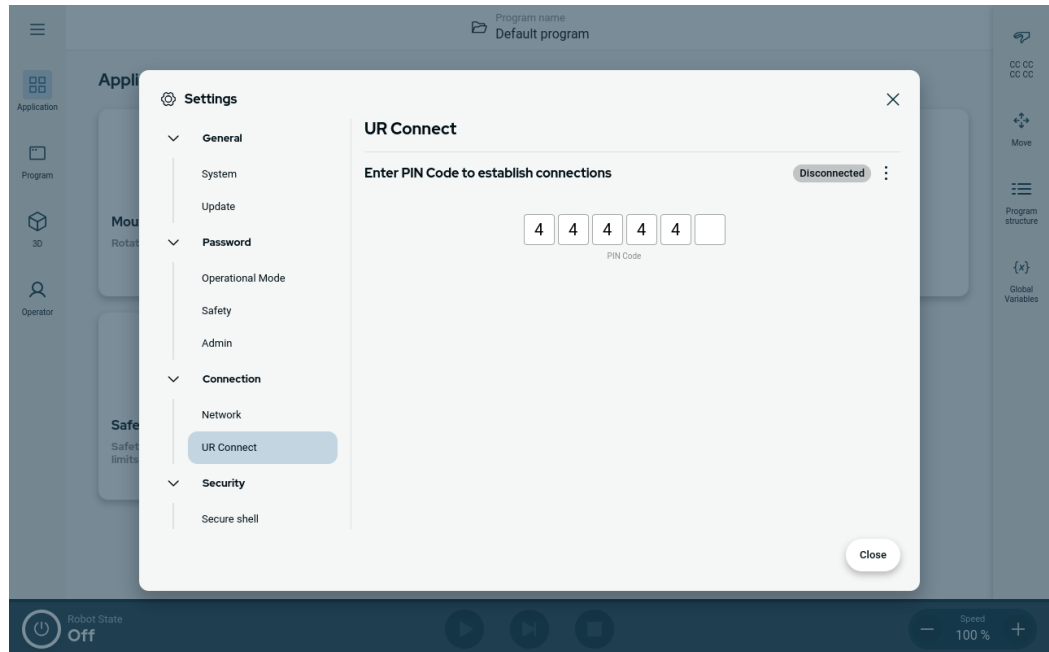 Program name
Default program
Application
Program
3D
Operator
Appli
Mou
Rotat
Safe
Safet
limits
Settings
General
System
Update
Password
Operational Mode
Safety
Admin
Connection
Network
UR Connect
Security
Secure shell
UR Connect
Enter PIN Code to establish connections
Disconnected
4 4 4 4 4
PIN Code
Close
CC CC
CC CC
Move
Program
structure
{x}
Global
Variables
Robot State
Off
Speed
100 %